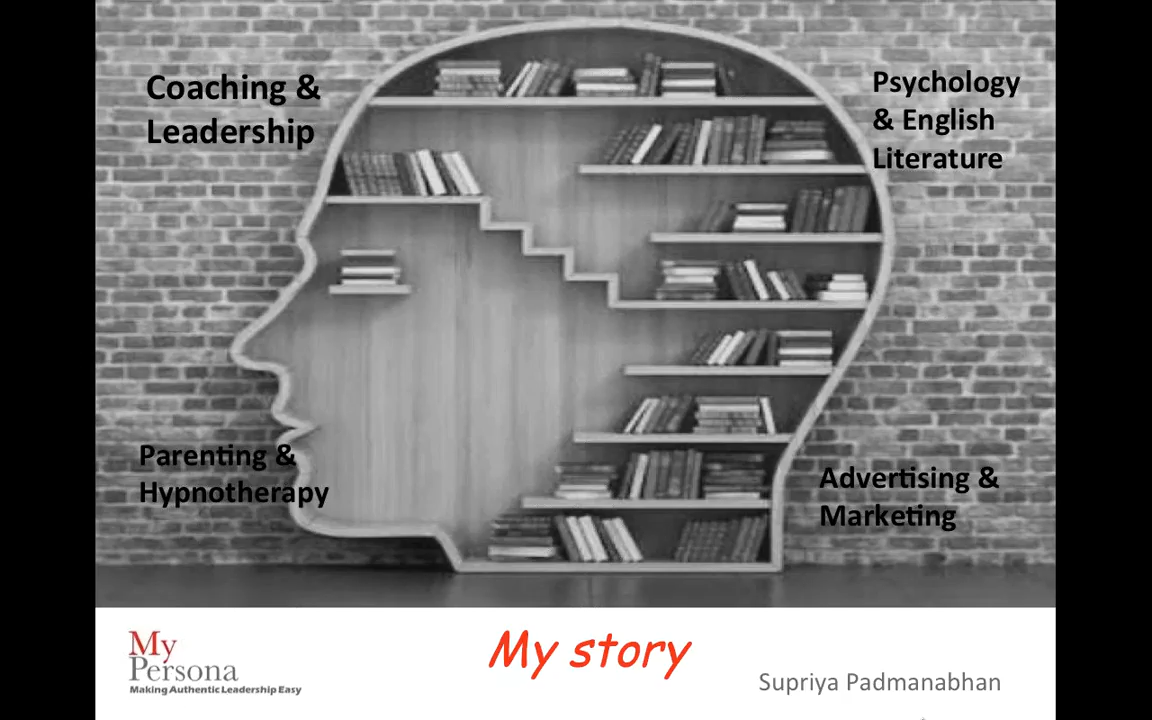 Coaching &
Leadership
Psychology
& English
Literature
Parenting &
Hypnotherapy
Advertising &
Marketing
My story
My
Persona
Making Authentic Leadership Easy
Supriya Padmanabhan